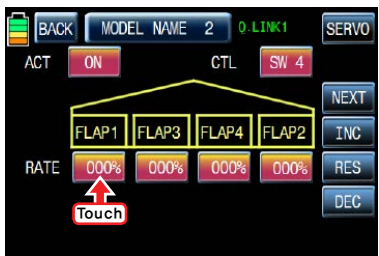 BACK MODEL NAME 2 Q.LINK1 SERVO
ACT ON CTL SW 4
NEXT
FLAP1 FLAP3 FLAP4 FLAP2 INC
RATE 000% 000% 000% 000% RES
Touch DEC